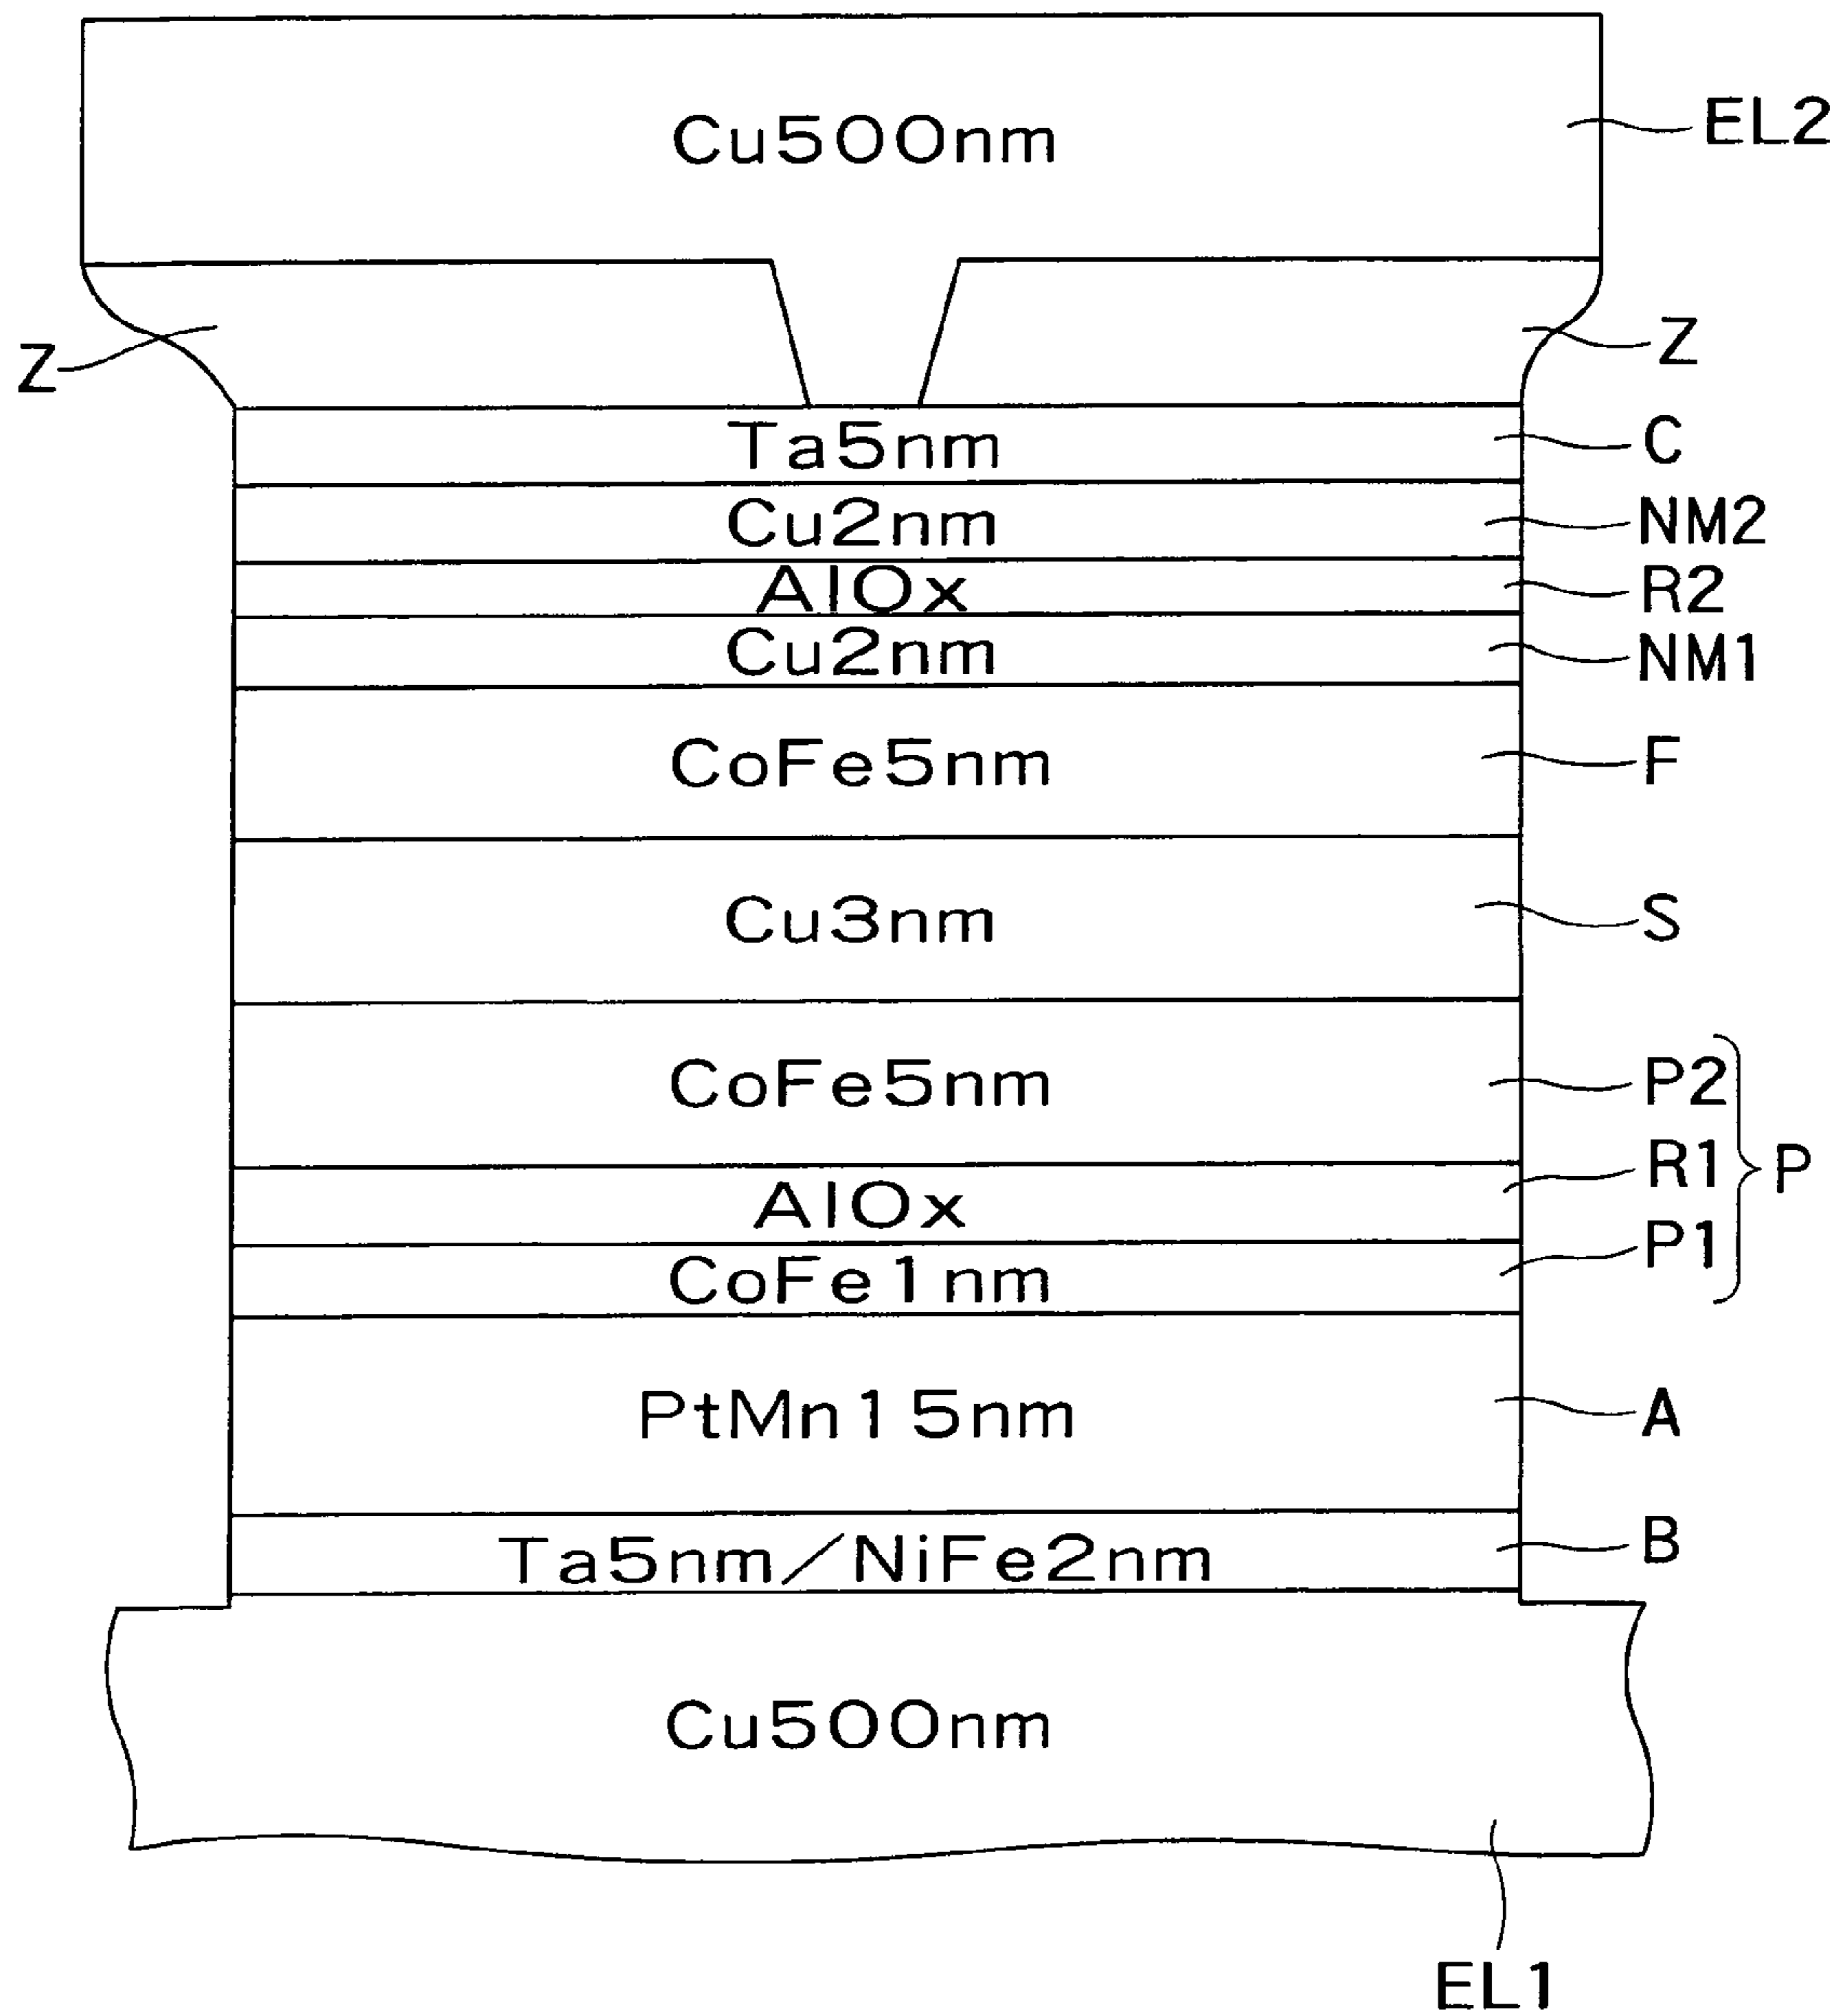 Cu500nm EL2
Z Z
Ta5nm C
Cu2nm NM2
AlOx R2
Cu2nm NM1
CoFe5nm F
Cu3nm S
CoFe5nm P2
AlOx R1 P
CoFe1nm P1
PtMn15nm A
Ta5nm/NiFe2nm B
Cu500nm
EL1